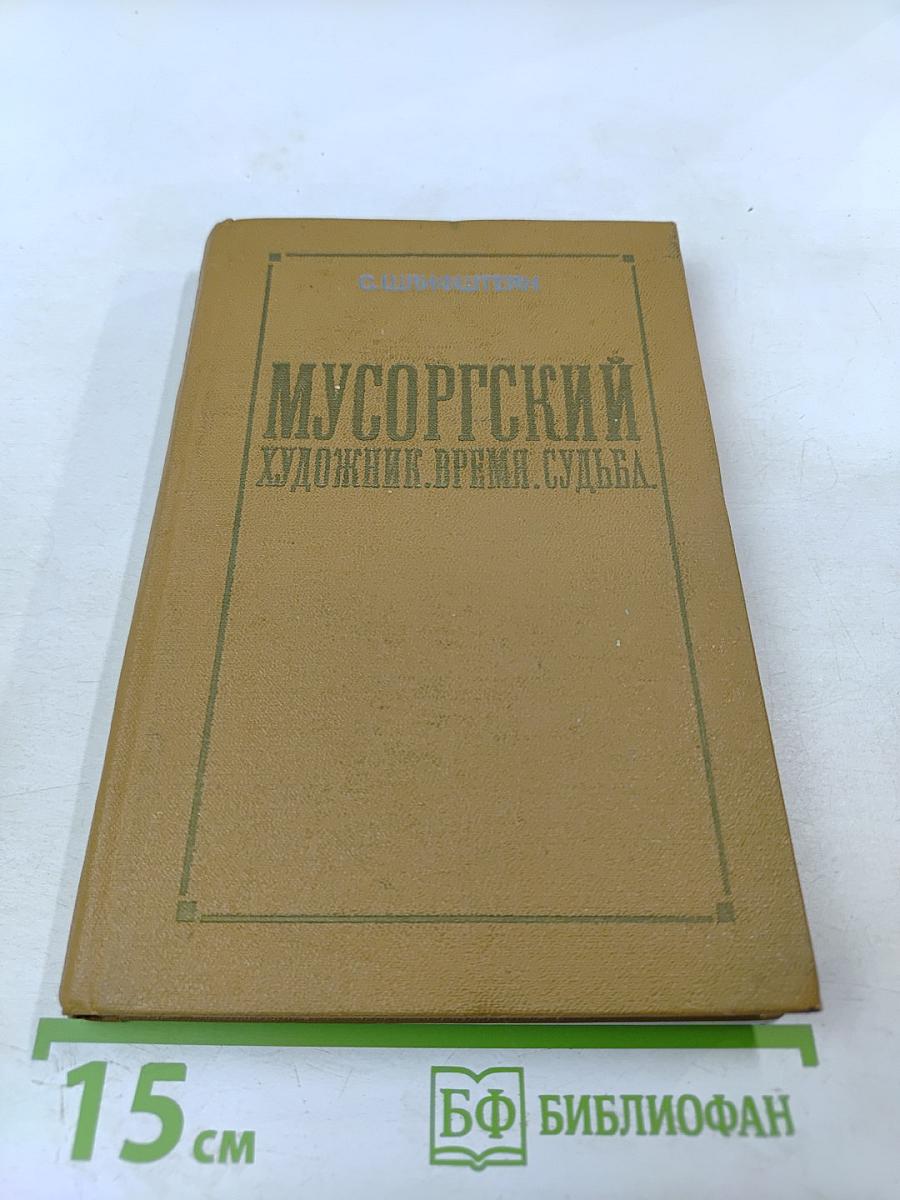 С. ШЛИФШТЕЙН
МУСОРГСКИЙ
ХУДОЖНИК. ВРЕМЯ. СУДЬБА.
15 см
БФ БИБЛИОФАН